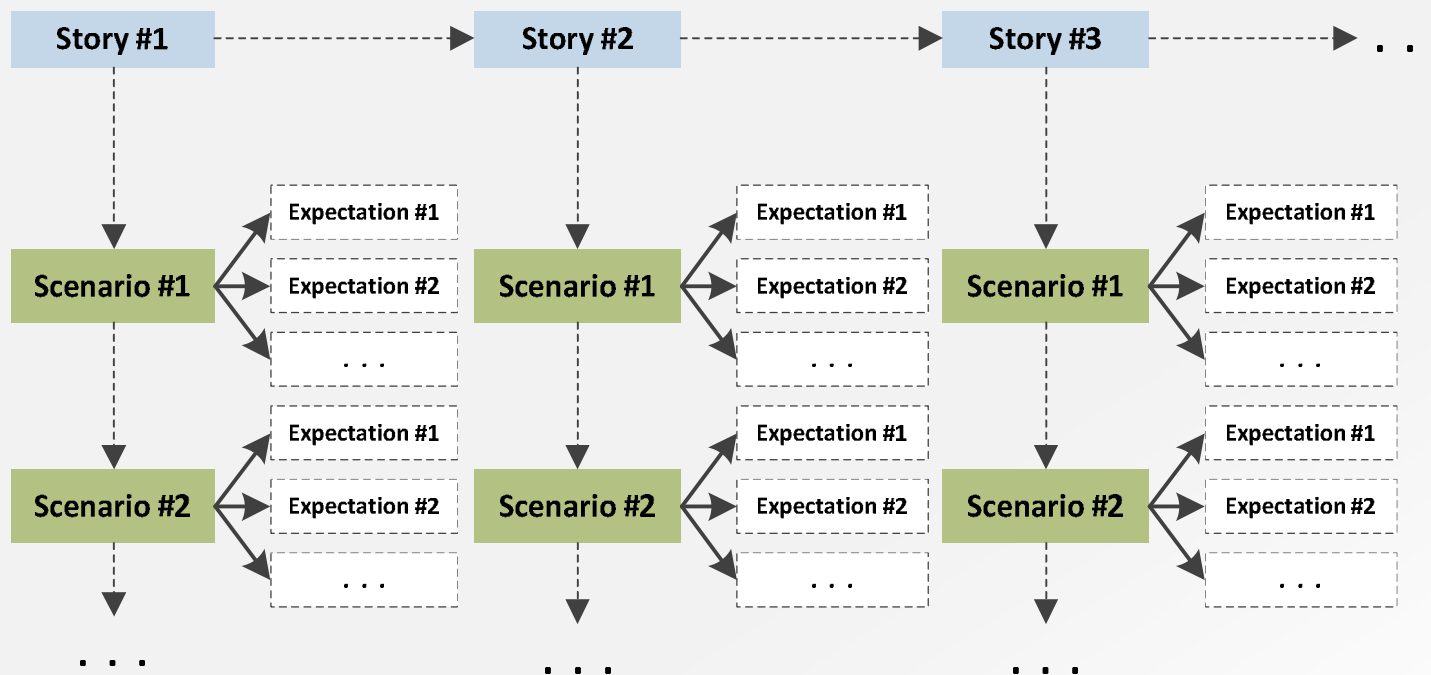 Story #1
Story #2
Story #3
. .
Expectation #1
Expectation #1
Expectation #1
Scenario #1
Expectation #2
Scenario #1
Expectation #2
Scenario #1
Expectation #2
. . .
. . .
. . .
Expectation #1
Expectation #1
Expectation #1
Scenario #2
Expectation #2
Scenario #2
Expectation #2
Scenario #2
Expectation #2
. . .
. . .
. . .
. . .
. . .
. . .